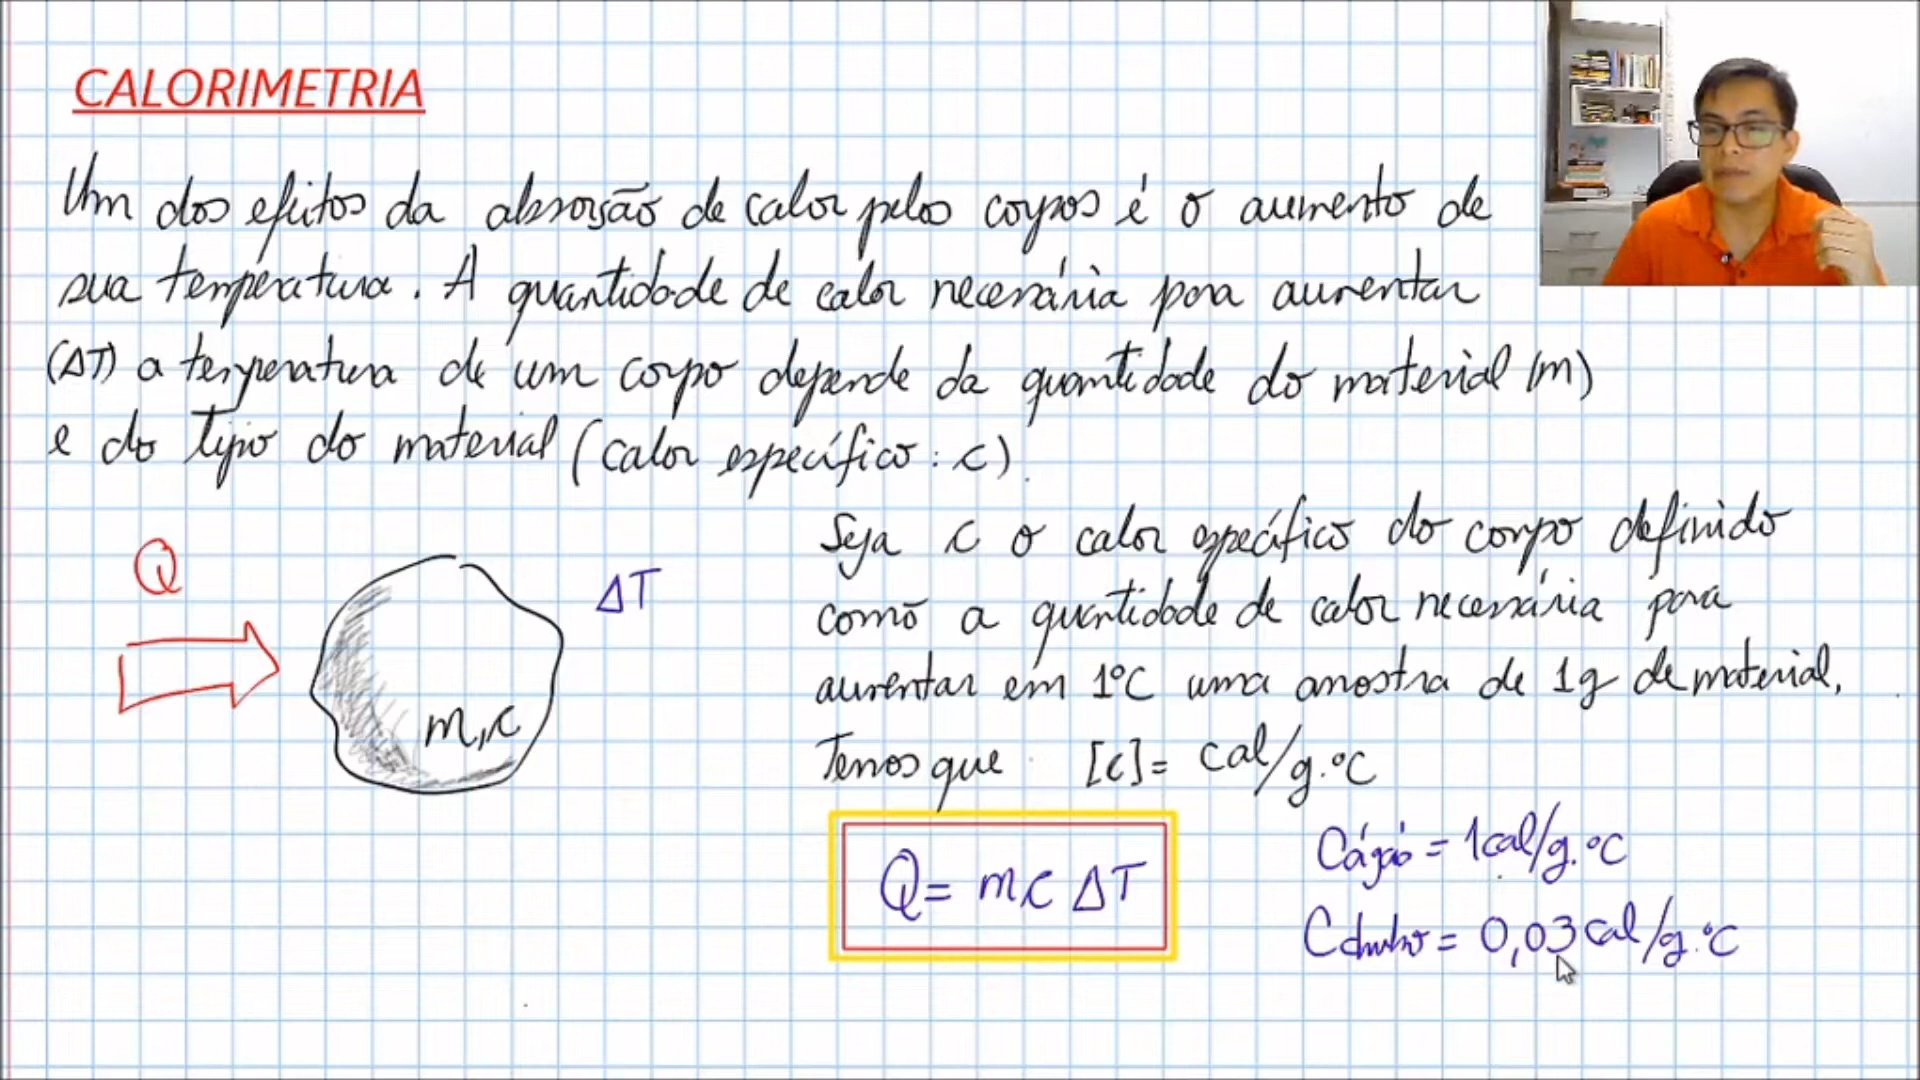 CALORIMETRIA
Um dos efeitos da absorção de calor pelos corpos é o aumento de
sua temperatura. A quantidade de calor necessária para aumentar
(ΔT) a temperatura de um corpo depende da quantidade do material (m)
e do tipo do material (calor específico: c).
Q
ΔT
m,c
Seja c o calor específico do corpo definido
como a quantidade de calor necessária para
aumentar em 1°C uma amostra de 1g de material.
Temos que [c] = cal/g.°C
Q = m c ΔT
Cágua = 1cal/g.°C
Cchumbo = 0,03 cal/g.°C